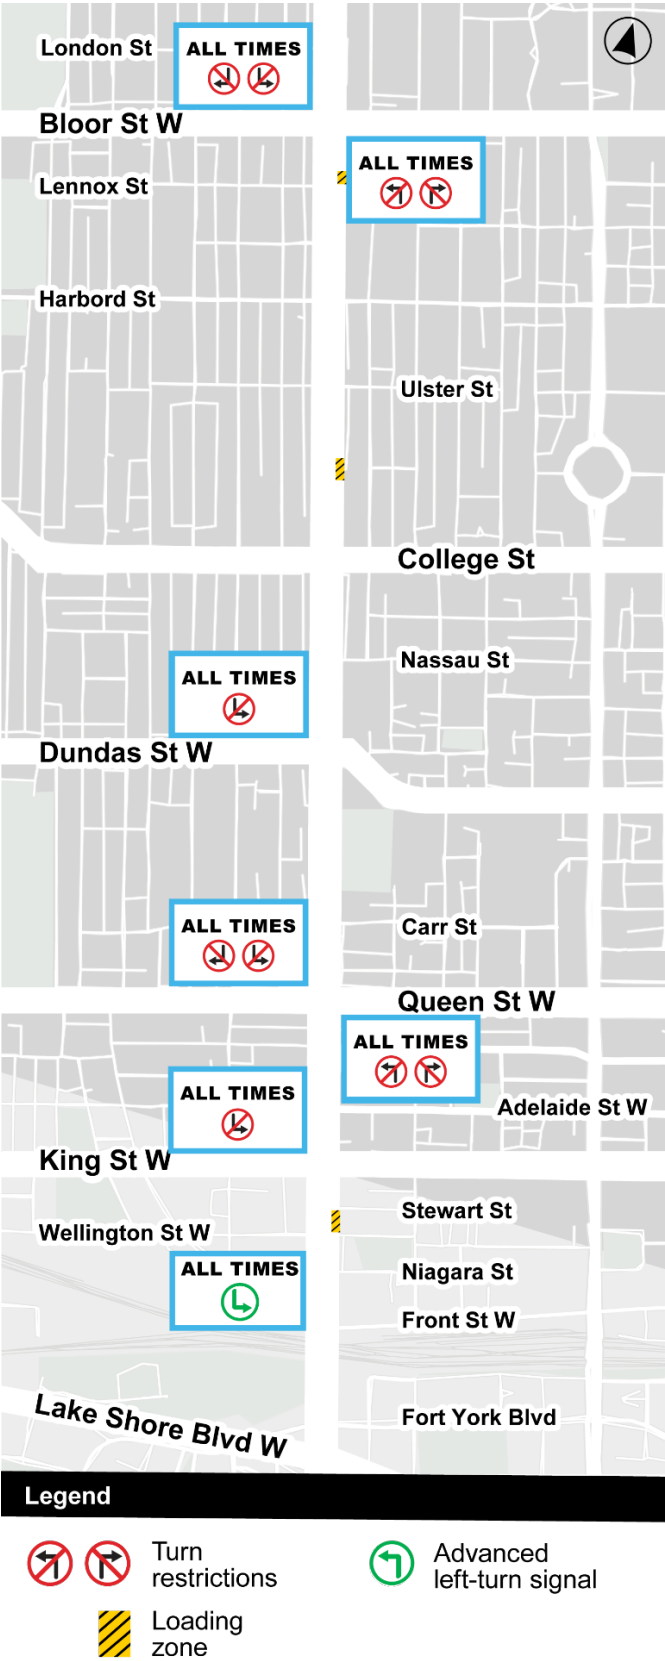 London St
ALL TIMES
Bloor St W
ALL TIMES
Lennox St
Harbord St
Ulster St
College St
Nassau St
ALL TIMES
Dundas St W
ALL TIMES
Carr St
Queen St W
ALL TIMES
ALL TIMES
Adelaide St W
King St W
Stewart St
Wellington St W
ALL TIMES
Niagara St
Front St W
Lake Shore Blvd W
Fort York Blvd
Legend
Turn
restrictions
Advanced
left-turn signal
Loading
zone